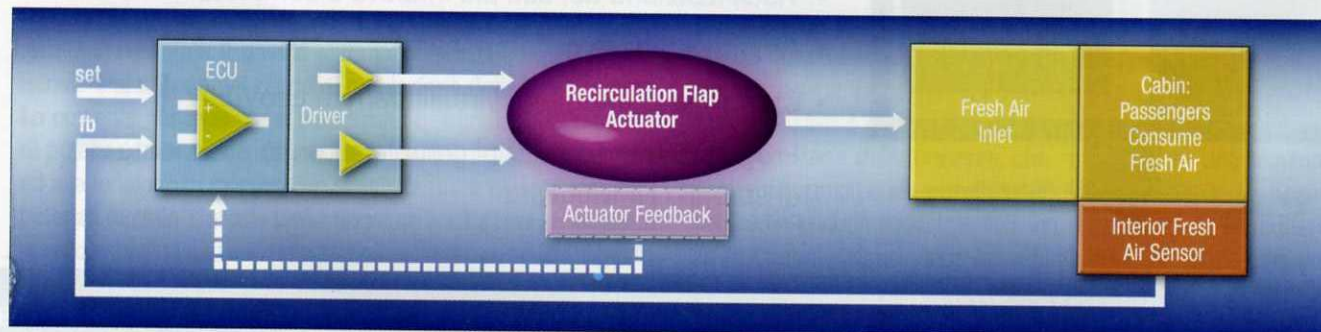 set
fb
ECU
+
-
Driver
Recirculation Flap
Actuator
Actuator Feedback
Fresh Air
Inlet
Cabin:
Passengers
Consume
Fresh Air
Interior Fresh
Air Sensor